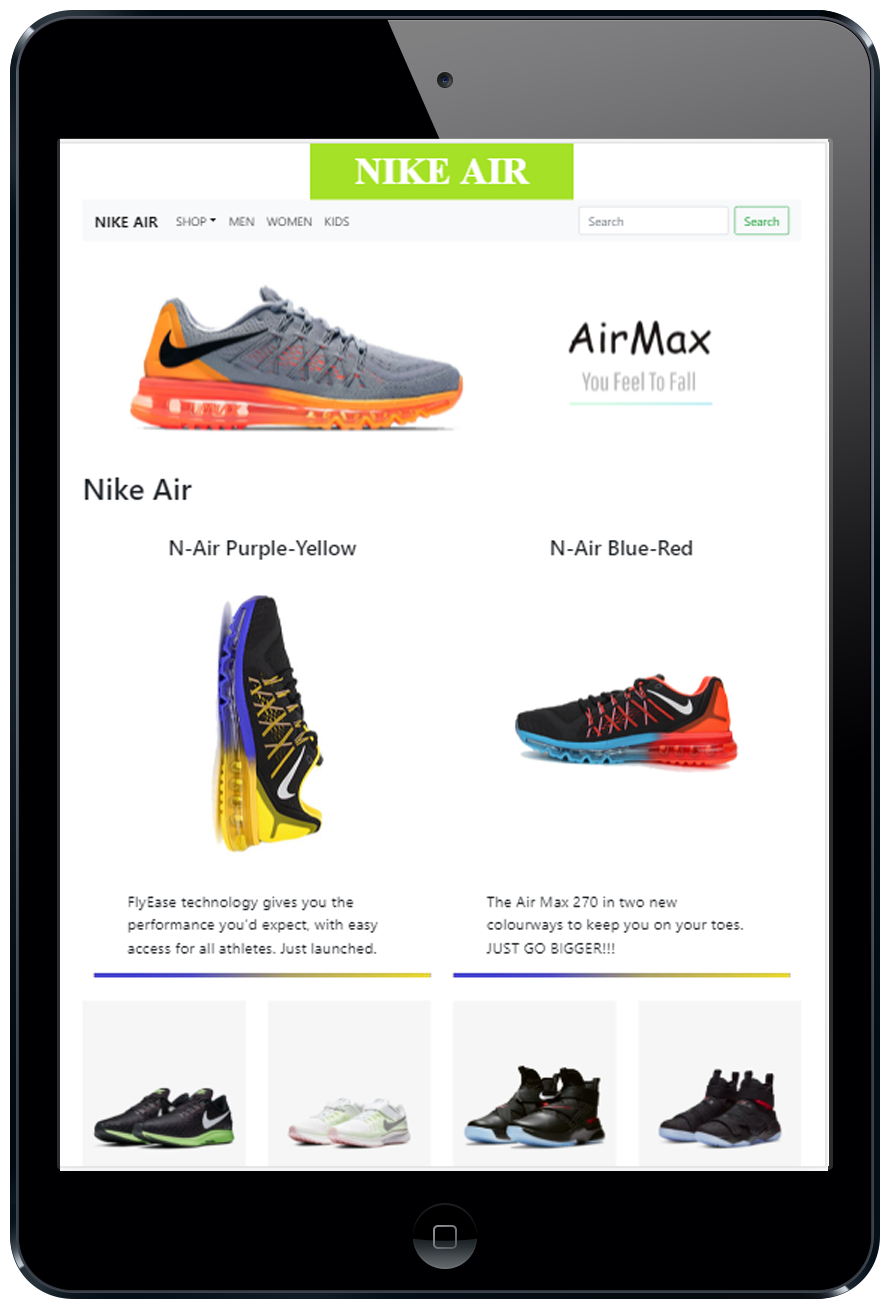 NIKE AIR
NIKE AIR SHOP MEN WOMEN KIDS Search Search
AirMax
You Feel To Fall
Nike Air
N-Air Purple-Yellow
N-Air Blue-Red
FlyEase technology gives you the
performance you'd expect, with easy
access for all athletes. Just launched.
The Air Max 270 in two new
colourways to keep you on your toes.
JUST GO BIGGER!!!